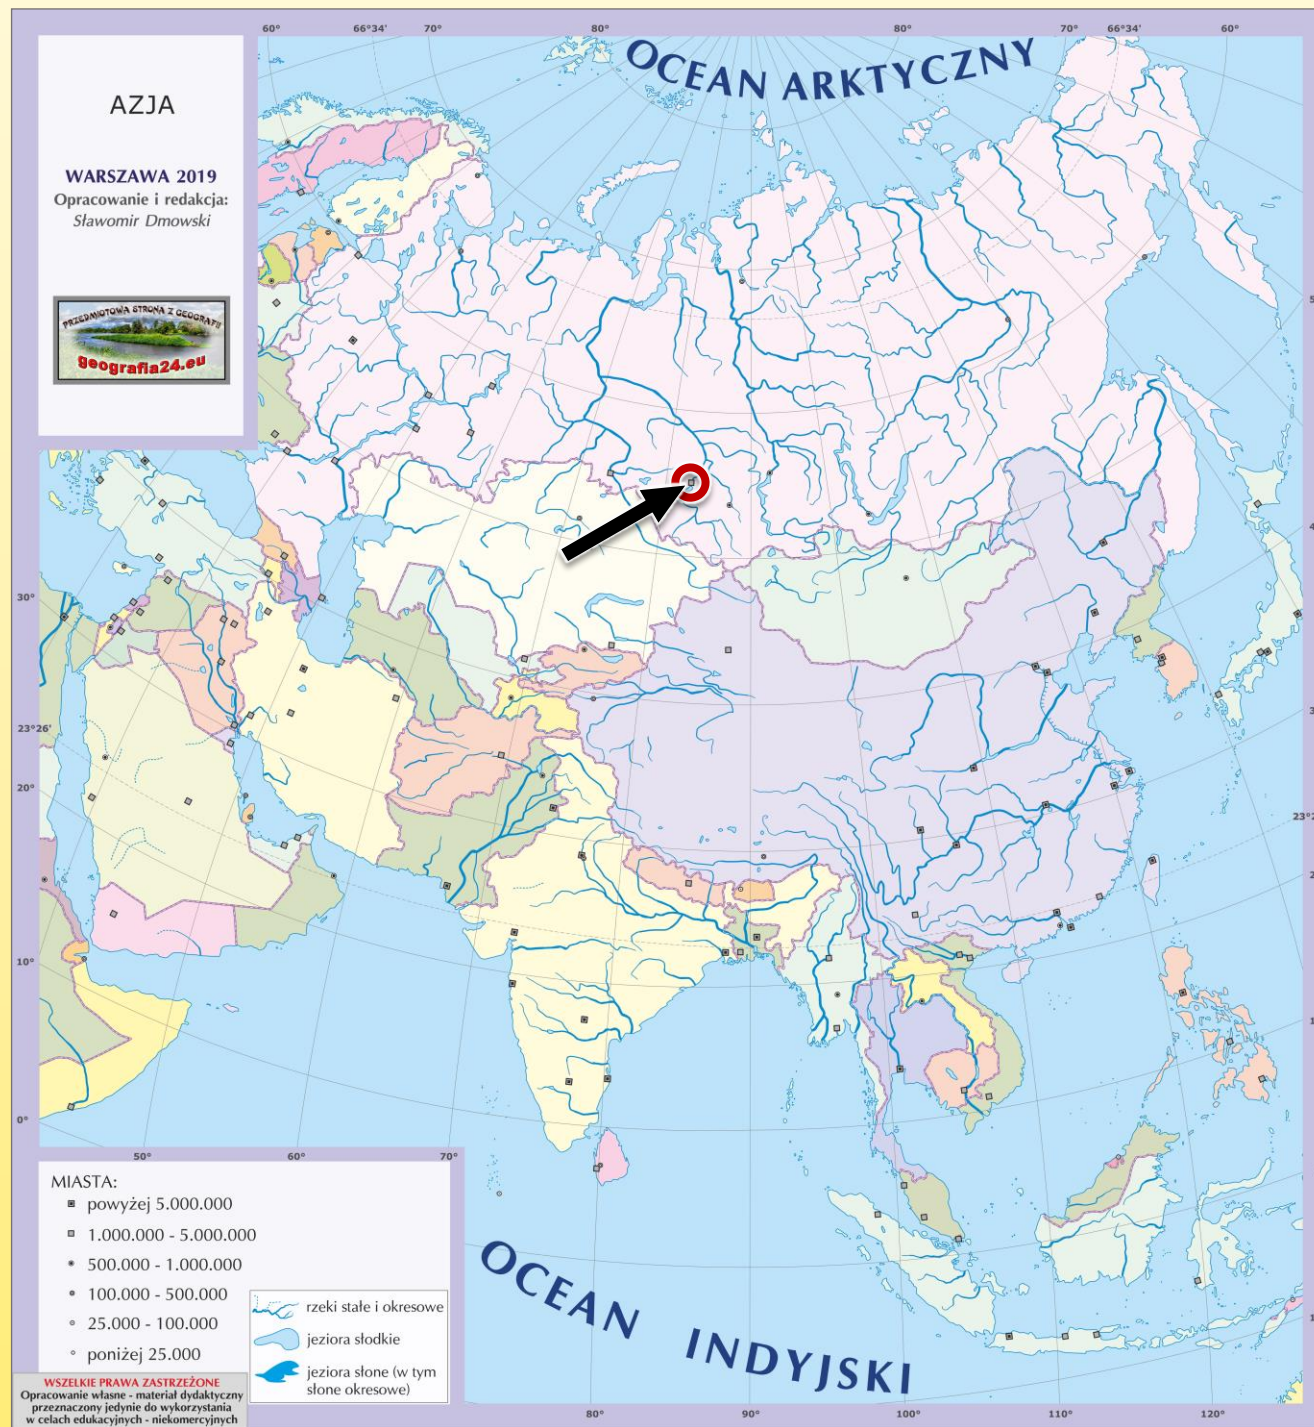 60°
66°34'
70°
80°
80°
70°
66°34'
60°
OCEAN ARKTYCZNY
AZJA
WARSZAWA 2019
Opracowanie i redakcja:
Sławomir Dmowski
PRZEDMIOTOWA STRONA Z GEOGRAFII
geografia24.eu
30°
23°26'
20°
10°
0°
50°
60°
70°
80°
90°
100°
110°
120°
MIASTA:
powyżej 5.000.000
1.000.000 - 5.000.000
500.000 - 1.000.000
100.000 - 500.000
25.000 - 100.000
poniżej 25.000
rzeki stałe i okresowe
jeziora słodkie
jeziora słone (w tym
słone okresowe)
OCEAN INDYJSKI
WSZELKIE PRAWA ZASTRZEŻONE
Opracowanie własne - materiał dydaktyczny
przeznaczony jedynie do wykorzystania
w celach edukacyjnych - niekomercyjnych